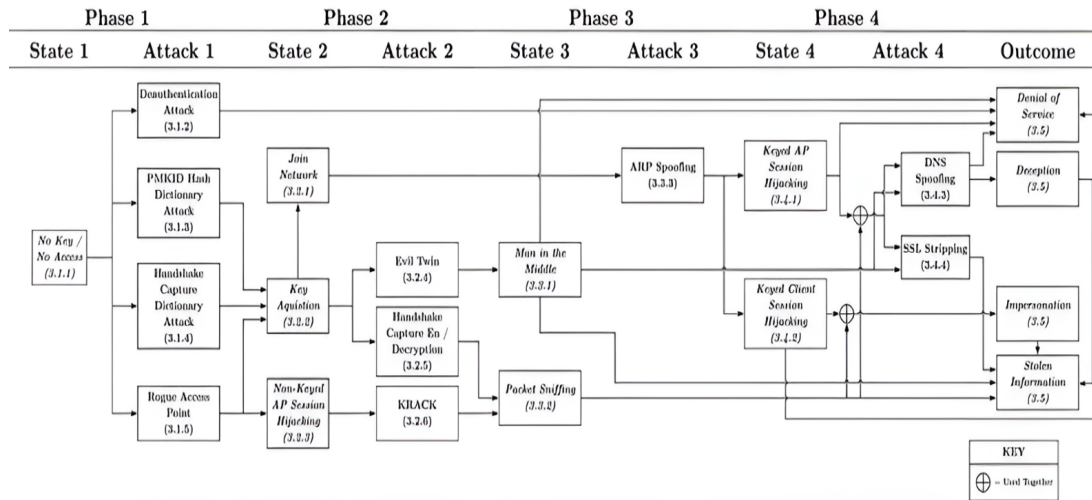 Phase 1
Phase 2
Phase 3
Phase 4
State 1
Attack 1
State 2
Attack 2
State 3
Attack 3
State 4
Attack 4
Outcome
No Key /
No Access
(3.1.1)
Deauthentication
Attack
(3.1.2)
PMKID Hash
Dictionary
Attack
(3.1.3)
Handshake
Capture
Dictionary
Attack
(3.1.4)
Rogue Access
Point
(3.1.5)
Join
Network
(3.2.1)
Key
Aquistion
(3.2.2)
Non-Keyed
AP Session
Hijacking
(3.2.3)
Evil Twin
(3.2.4)
Handshake
Capture En /
Decryption
(3.2.5)
KRACK
(3.2.6)
Man in the
Middle
(3.3.1)
Packet Sniffing
(3.3.2)
ARP Spoofing
(3.3.3)
Keyed AP
Session
Hijacking
(3.4.1)
Keyed Client
Session
Hijacking
(3.4.2)
DNS
Spoofing
(3.4.3)
SSL Stripping
(3.4.4)
Denial of
Service
(3.5)
Deception
(3.5)
Impersonation
(3.5)
Stolen
Information
(3.5)
KEY
= Used Together